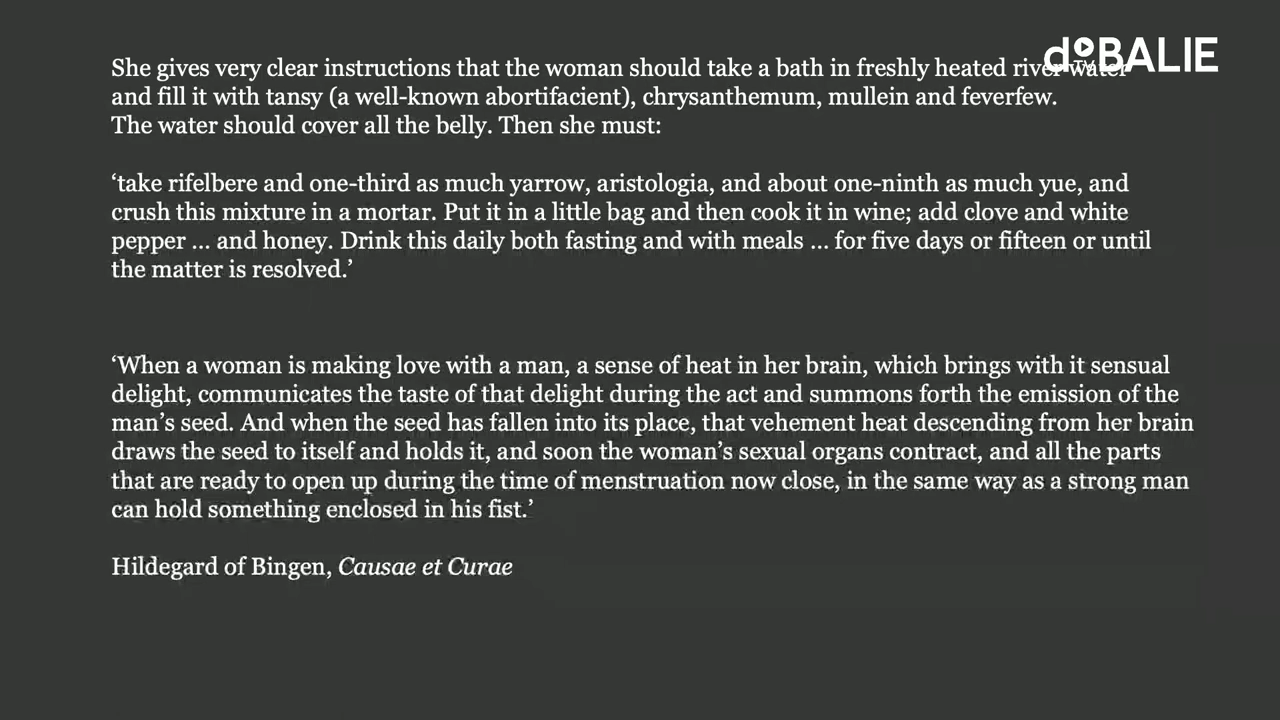 She gives very clear instructions that the woman should take a bath in freshly heated river water
and fill it with tansy (a well-known abortifacient), chrysanthemum, mullein and feverfew.
The water should cover all the belly. Then she must:
‘take rifelbere and one-third as much yarrow, aristologia, and about one-ninth as much yue, and
crush this mixture in a mortar. Put it in a little bag and then cook it in wine; add clove and white
pepper ... and honey. Drink this daily both fasting and with meals ... for five days or fifteen or until
the matter is resolved.’
‘When a woman is making love with a man, a sense of heat in her brain, which brings with it sensual
delight, communicates the taste of that delight during the act and summons forth the emission of the
man’s seed. And when the seed has fallen into its place, that vehement heat descending from her brain
draws the seed to itself and holds it, and soon the woman’s sexual organs contract, and all the parts
that are ready to open up during the time of menstruation now close, in the same way as a strong man
can hold something enclosed in his fist.’
Hildegard of Bingen, Causae et Curae
de BALIE
TV